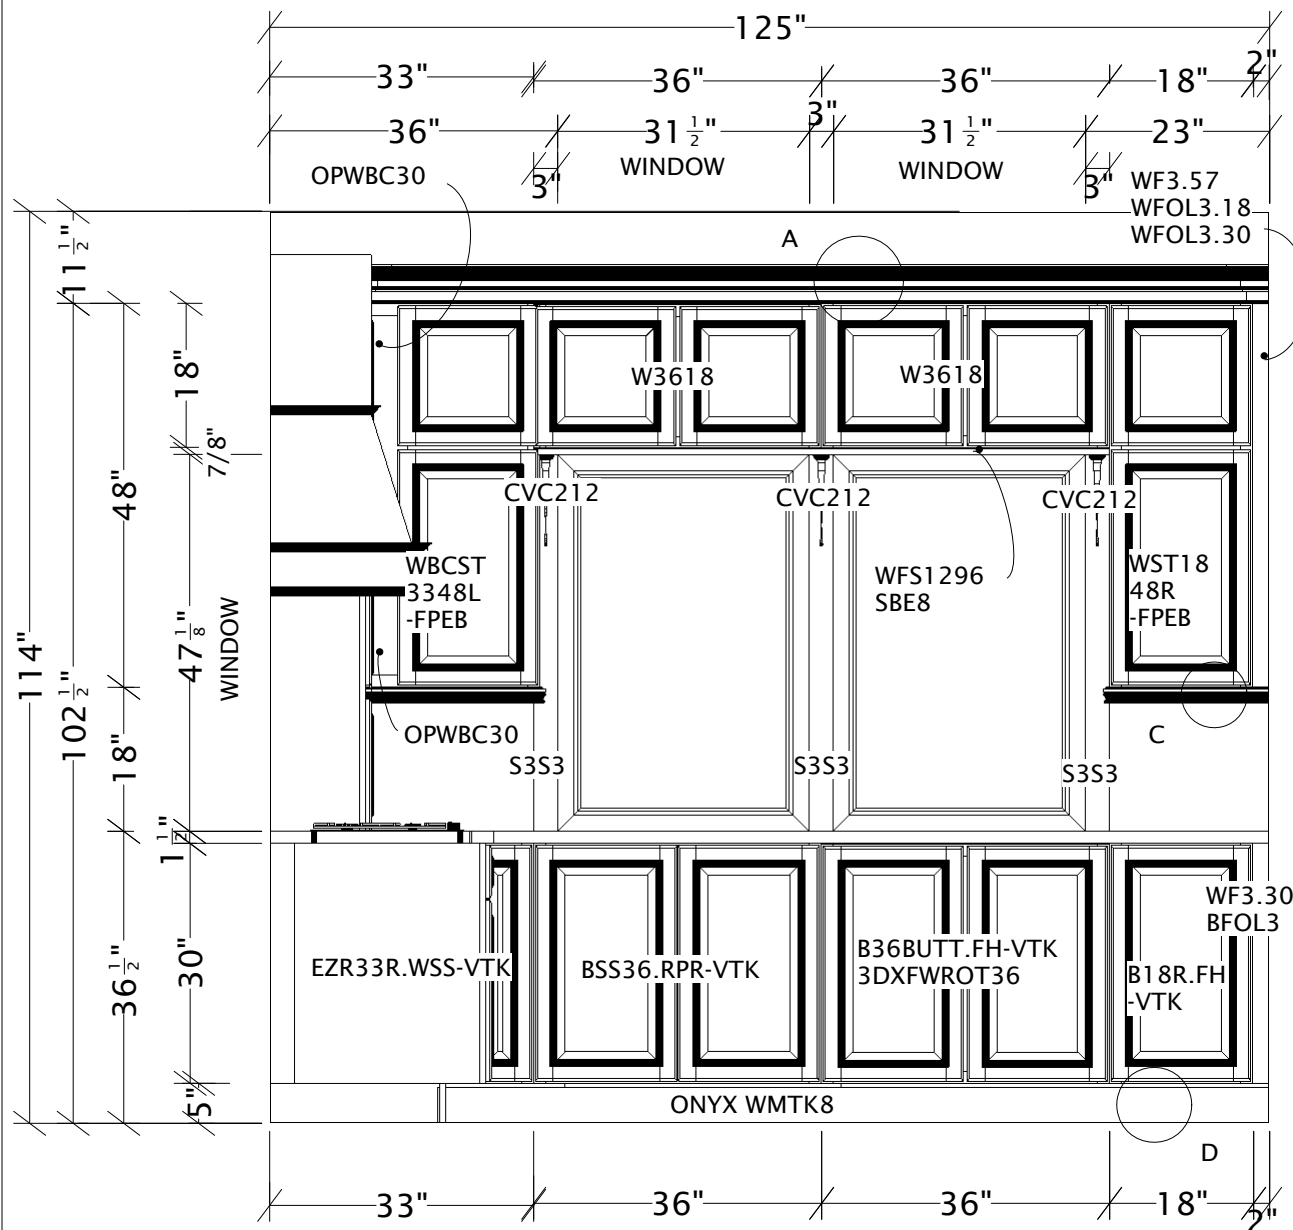 125"
33"
36"
36"
18"
2"
36"
31 1/2"
3"
31 1/2"
23"
OPWBC30
3"
WINDOW
WINDOW
3"
WF3.57
WFOL3.18
WFOL3.30
A
11 1/2"
18"
W3618
W3618
7/8"
48"
CVC212
CVC212
CVC212
WBCST
3348L
-FPEB
WFS1296
SBE8
WST18
48R
-FPEB
114"
102 1/2"
47 1/8"
WINDOW
18"
OPWBC30
C
S3S3
S3S3
S3S3
1 1/2"
36 1/2"
30"
EZR33R.WSS-VTK
BSS36.RPR-VTK
B36BUTT.FH-VTK
3DXFWROT36
WF3.30
BFOL3
B18R.FH
-VTK
5"
ONYX WMTK8
D
33"
36"
36"
18"
2"